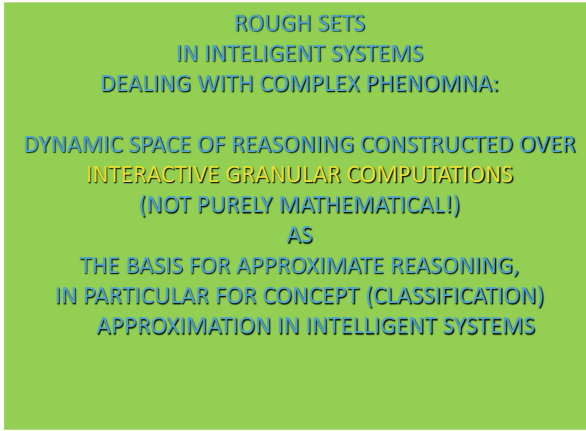 ROUGH SETS
IN INTELIGENT SYSTEMS
DEALING WITH COMPLEX PHENOMNA:
DYNAMIC SPACE OF REASONING CONSTRUCTED OVER
INTERACTIVE GRANULAR COMPUTATIONS
(NOT PURELY MATHEMATICAL!)
AS
THE BASIS FOR APPROXIMATE REASONING,
IN PARTICULAR FOR CONCEPT (CLASSIFICATION)
APPROXIMATION IN INTELLIGENT SYSTEMS